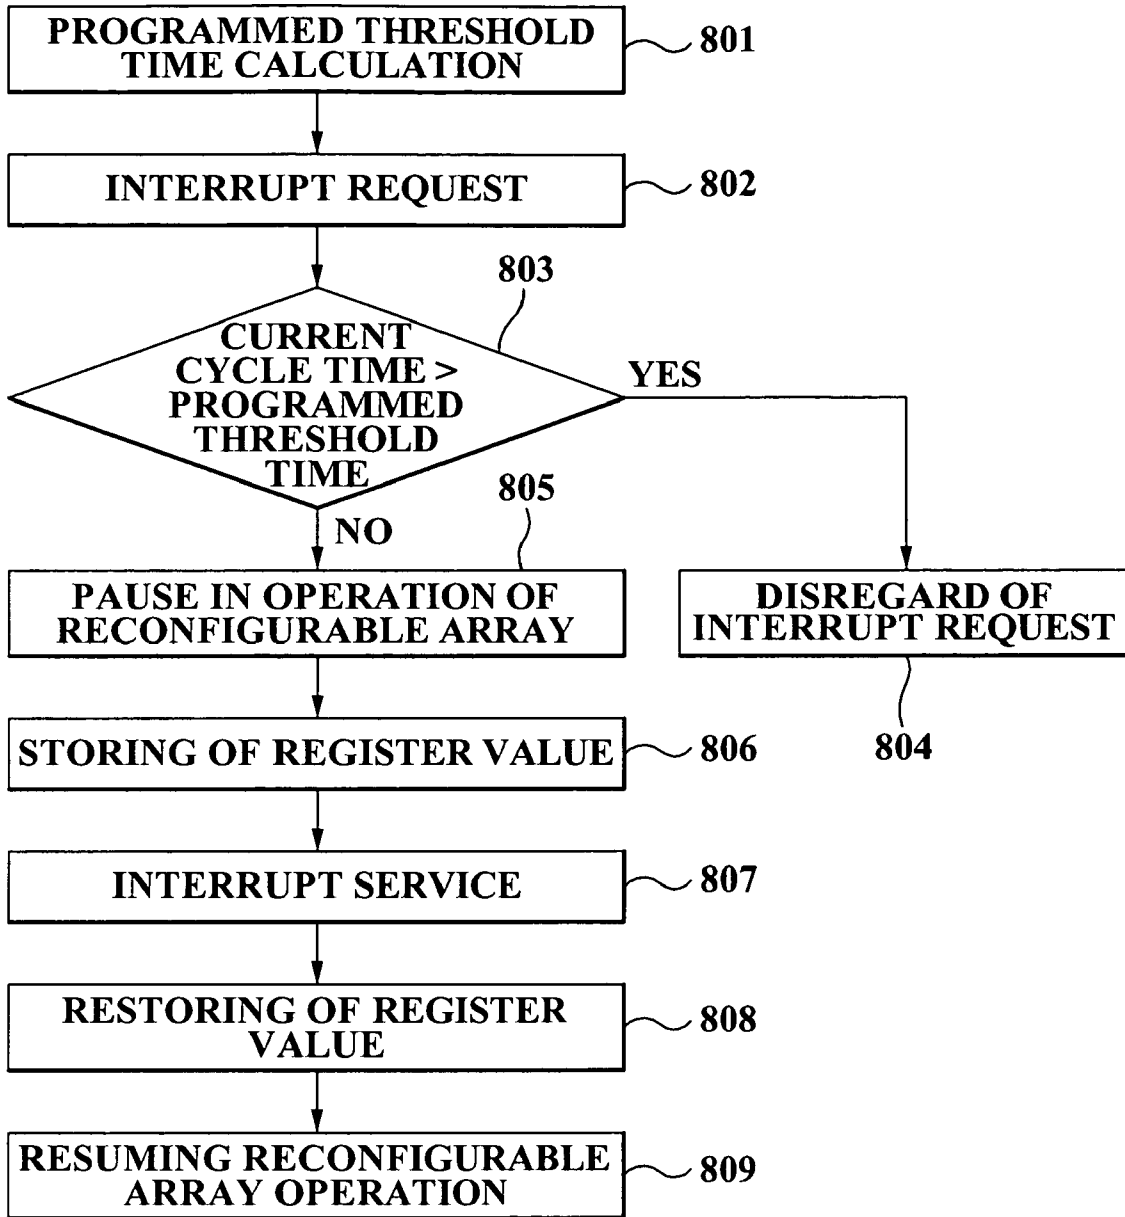 PROGRAMMED THRESHOLD
TIME CALCULATION
801
INTERRUPT REQUEST
802
803
CURRENT
CYCLE TIME >
PROGRAMMED
THRESHOLD
TIME
YES
NO
805
PAUSE IN OPERATION OF
RECONFIGURABLE ARRAY
DISREGARD OF
INTERRUPT REQUEST
804
STORING OF REGISTER VALUE
806
INTERRUPT SERVICE
807
RESTORING OF REGISTER
VALUE
808
RESUMING RECONFIGURABLE
ARRAY OPERATION
809